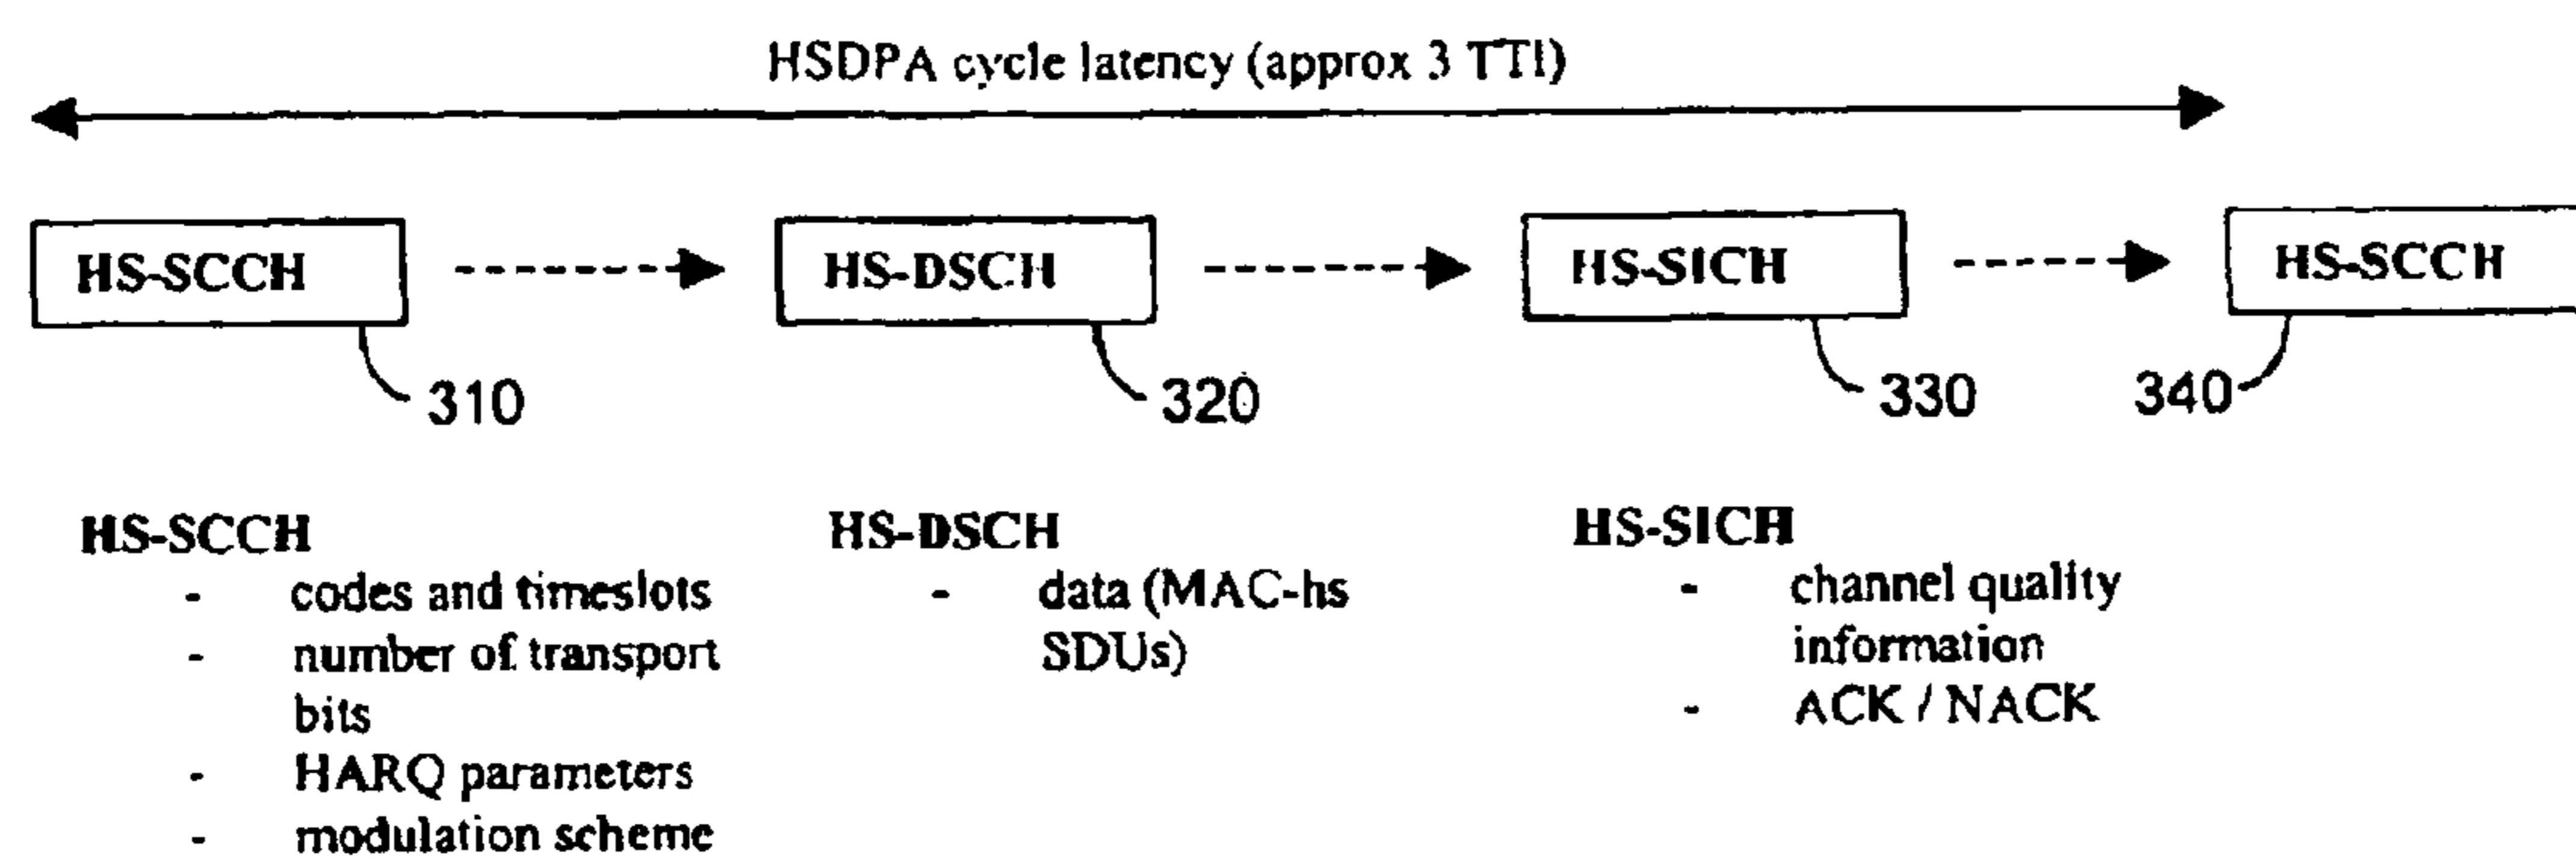 HSDPA cycle latency (approx 3 TTI)
HS-SCCH
HS-DSCH
HS-SICH
HS-SCCH
310
320
330
340
HS-SCCH
- codes and timeslots
- number of transport
bits
- HARQ parameters
- modulation scheme
HS-DSCH
- data (MAC-hs
SDUs)
HS-SICH
- channel quality
information
- ACK / NACK